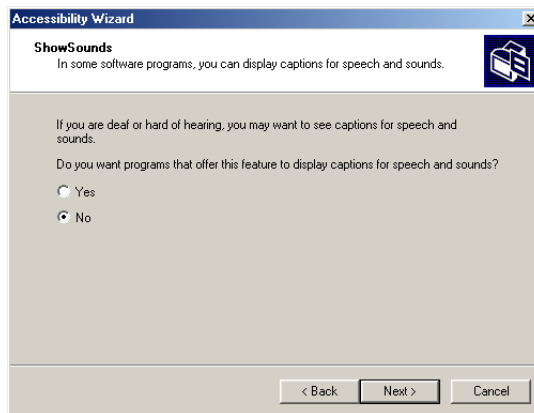 Accessibility Wizard
ShowSounds
In some software programs, you can display captions for speech and sounds.
If you are deaf or hard of hearing, you may want to see captions for speech and
sounds.
Do you want programs that offer this feature to display captions for speech and sounds?
Yes
No
< Back Next > Cancel